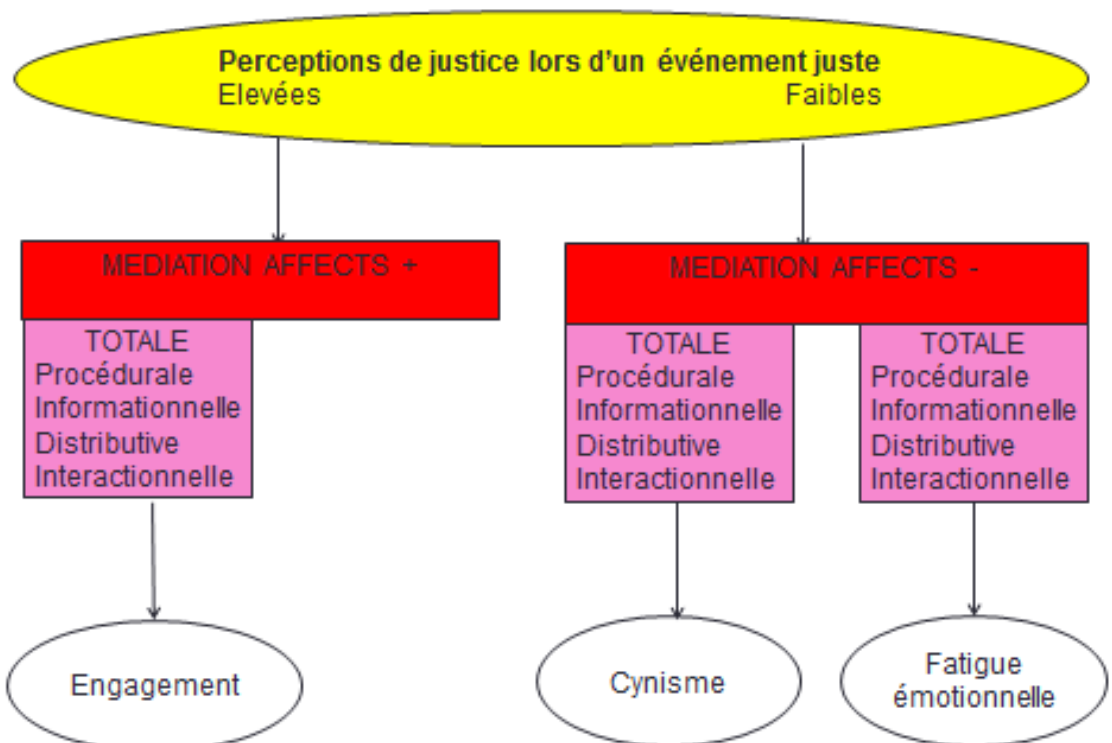 Perceptions de justice lors d'un événement juste
Elevées Faibles
MEDIATION AFFECTS +
TOTALE
Procédurale
Informationnelle
Distributive
Interactionnelle
Engagement
MEDIATION AFFECTS -
TOTALE
Procédurale
Informationnelle
Distributive
Interactionnelle
Cynisme
TOTALE
Procédurale
Informationnelle
Distributive
Interactionnelle
Fatigue
émotionnelle